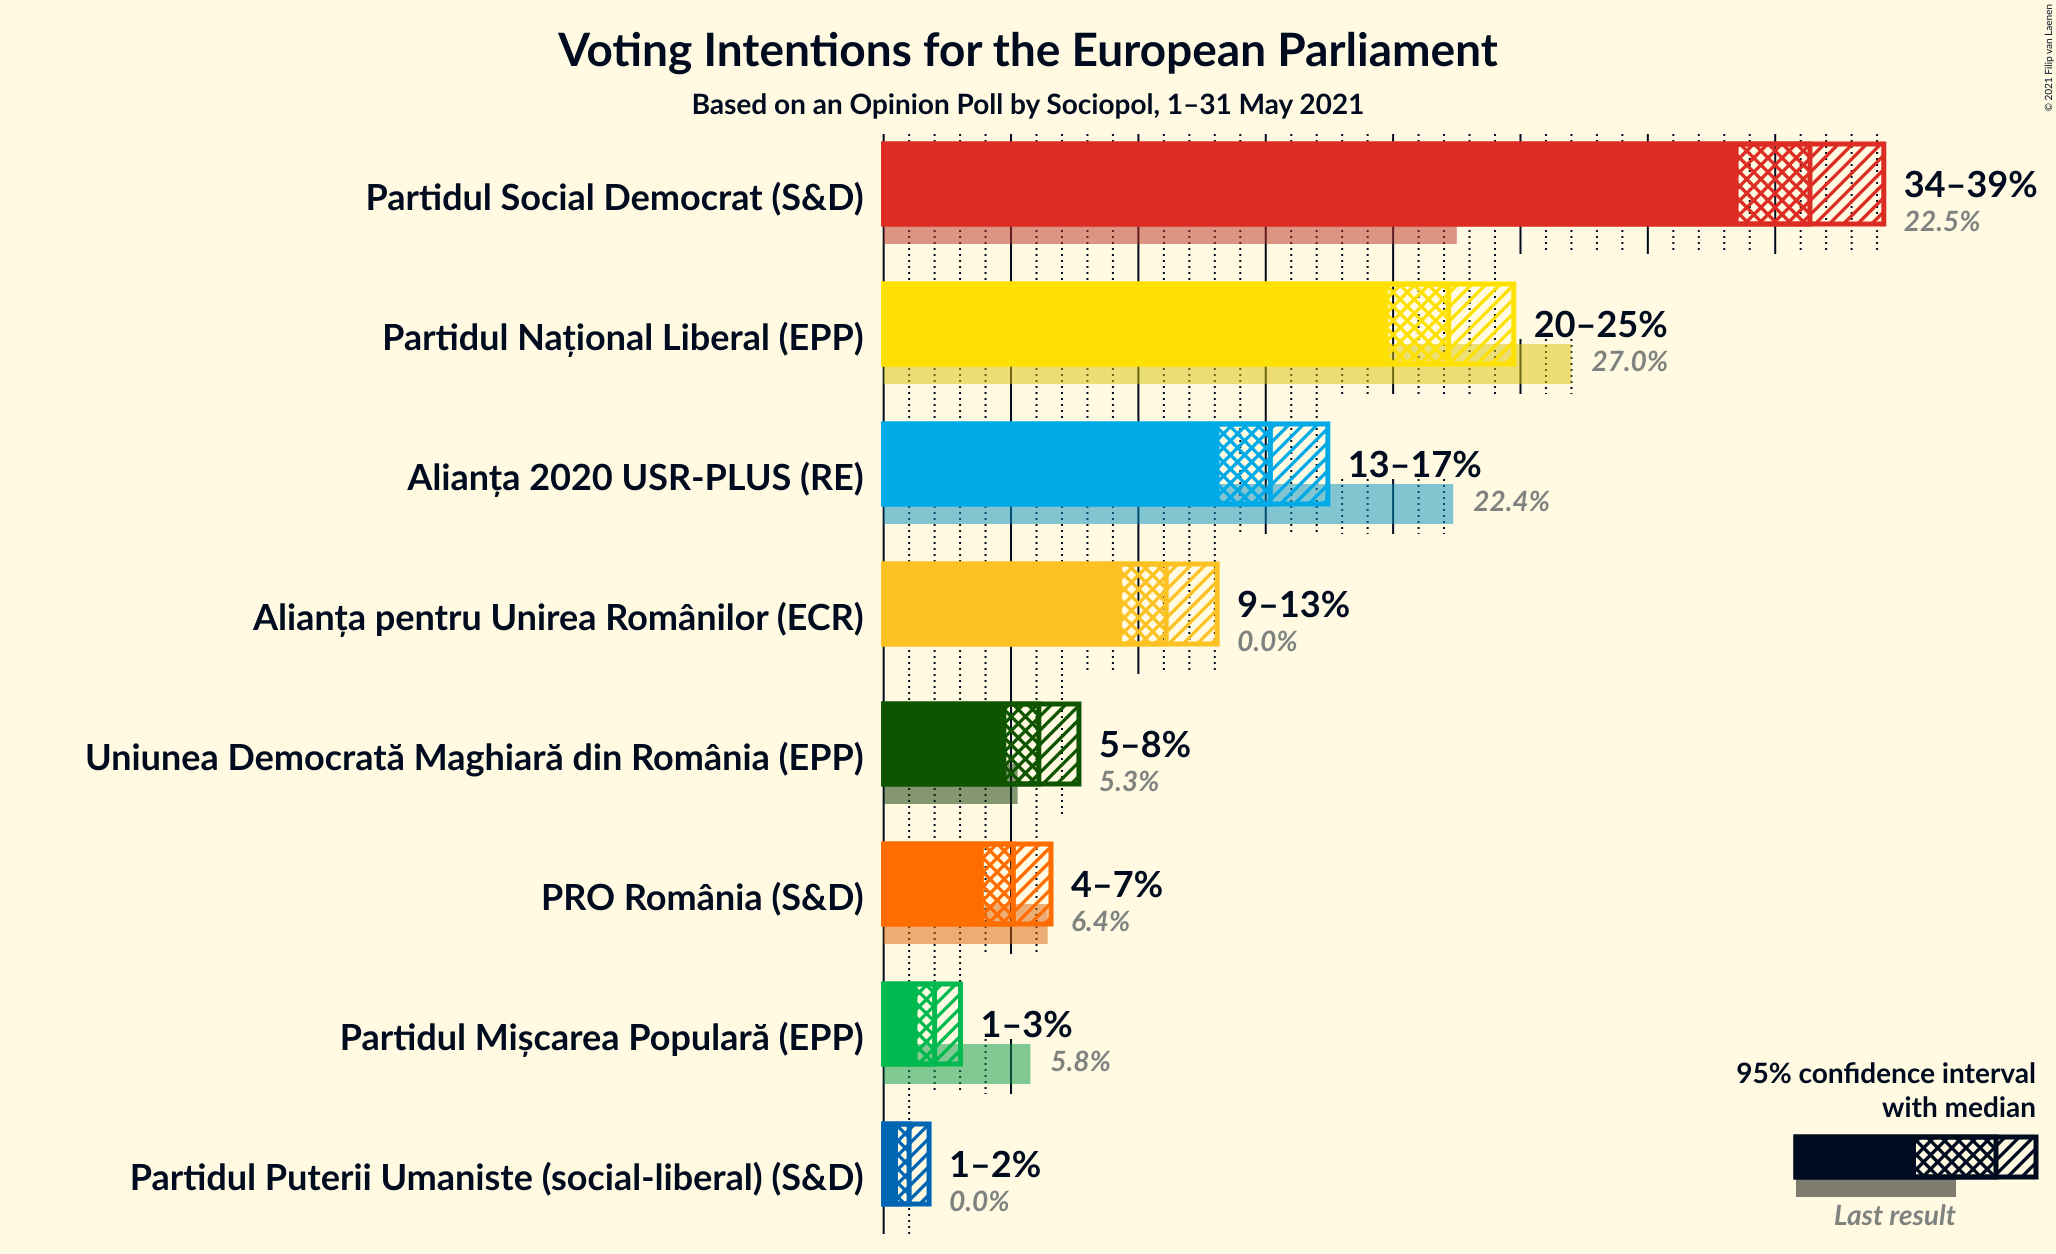 Voting Intentions for the European Parliament
Based on an Opinion Poll by Sociopol, 1–31 May 2021
© 2021 Filip van Laenen
Partidul Social Democrat (S&D)
34–39%
22.5%
Partidul Național Liberal (EPP)
20–25%
27.0%
Alianța 2020 USR-PLUS (RE)
13–17%
22.4%
Alianța pentru Unirea Românilor (ECR)
9–13%
0.0%
Uniunea Democrată Maghiară din România (EPP)
5–8%
5.3%
PRO România (S&D)
4–7%
6.4%
Partidul Mișcarea Populară (EPP)
1–3%
5.8%
Partidul Puterii Umaniste (social-liberal) (S&D)
1–2%
0.0%
95% confidence interval
with median
Last result